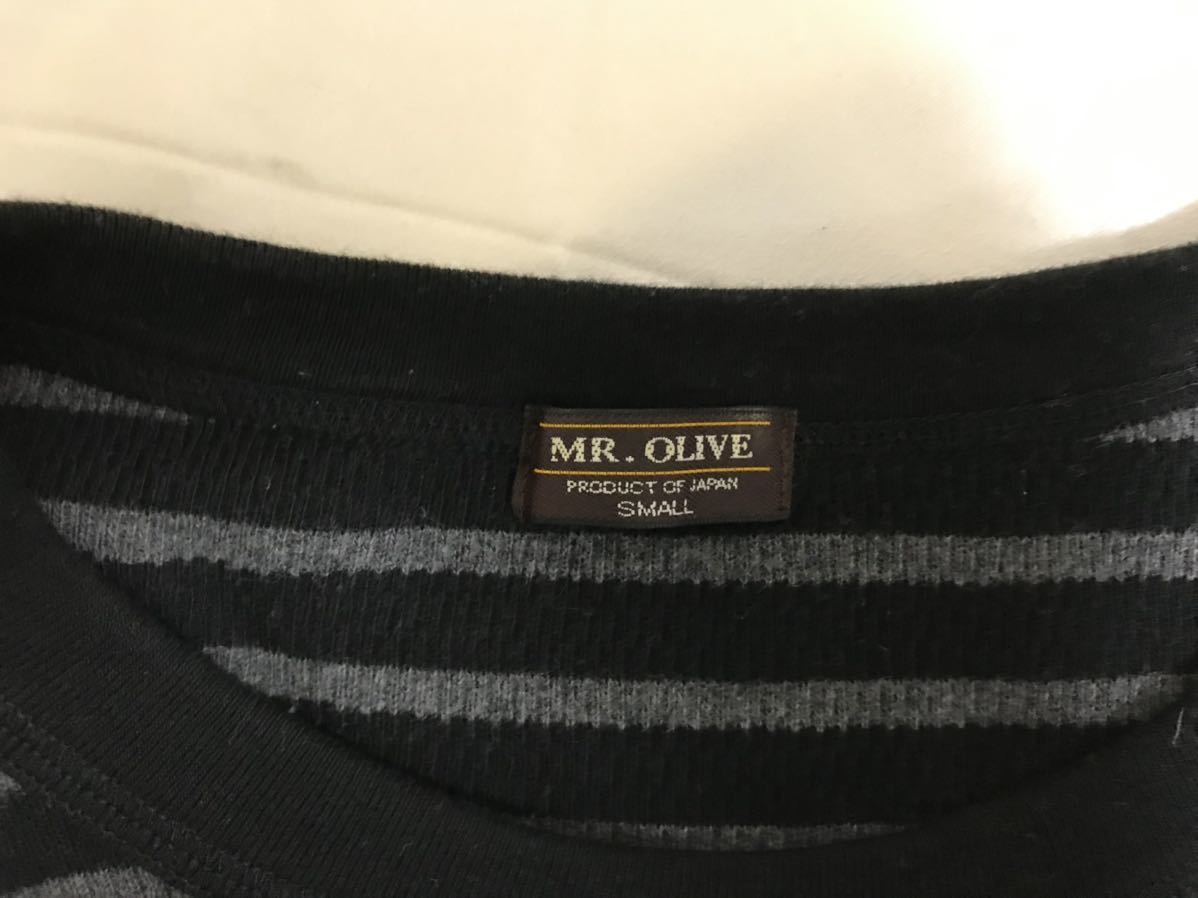 MR. OLIVE
PRODUCT OF JAPAN
SMALL